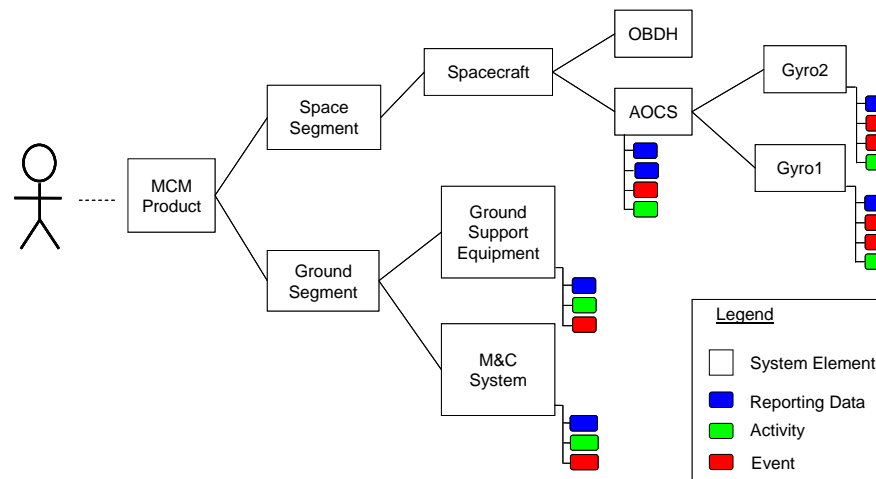 OBDH
Spacecraft
Gyro2
Space
Segment
AOCS
MCM
Product
Gyro1
Ground
Support
Equipment
Ground
Segment
M&C
System
Legend
System Element
Reporting Data
Activity
Event